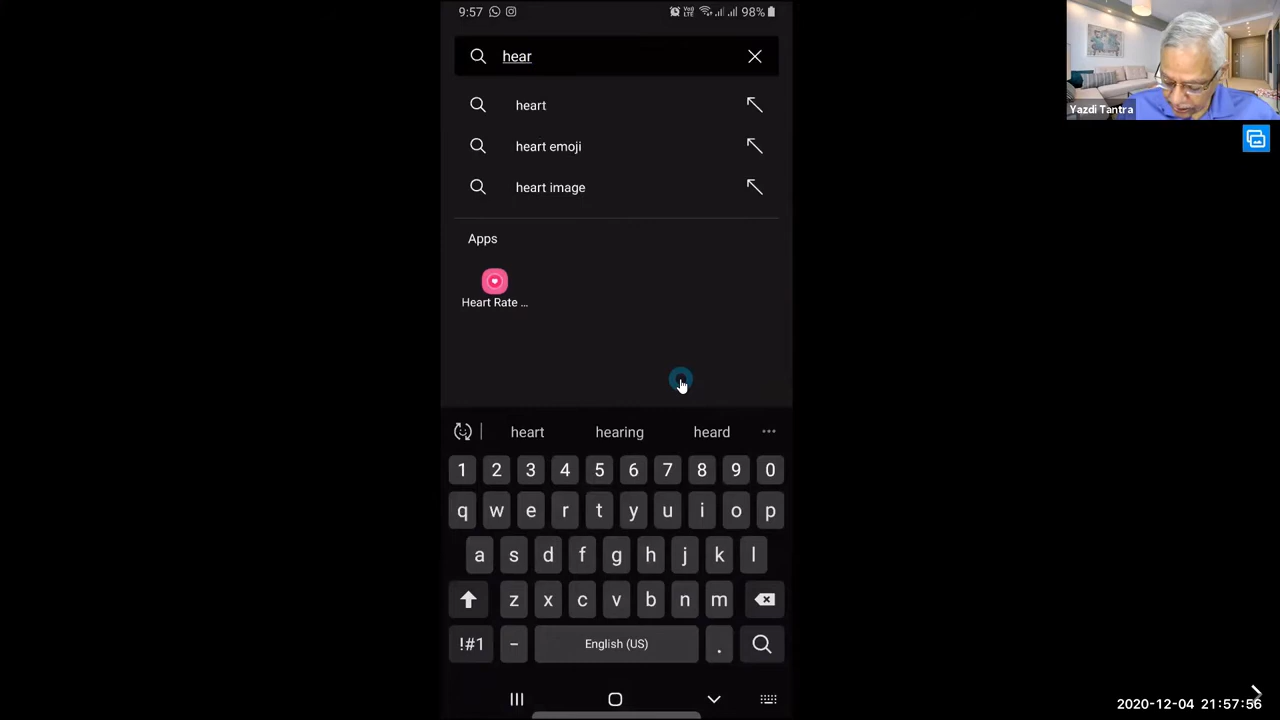 9:57 98%
Yazdi Tantra
hear
heart
heart emoji
heart image
Apps
Heart Rate ...
heart hearing heard ...
1 2 3 4 5 6 7 8 9 0
q w e r t y u i o p
a s d f g h j k l
z x c v b n m
!#1 - English (US) .
2020-12-04 21:57:56